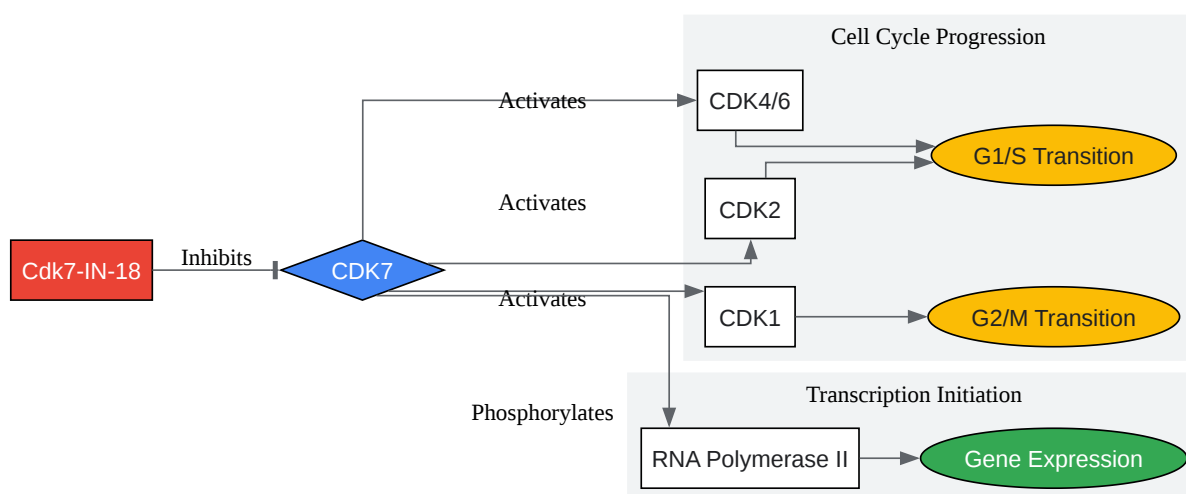 Cell Cycle Progression
Activates
CDK4/6
G1/S Transition
Activates
CDK2
Cdk7-IN-18
Inhibits
CDK7
Activates
CDK1
G2/M Transition
Transcription Initiation
Phosphorylates
RNA Polymerase II
Gene Expression